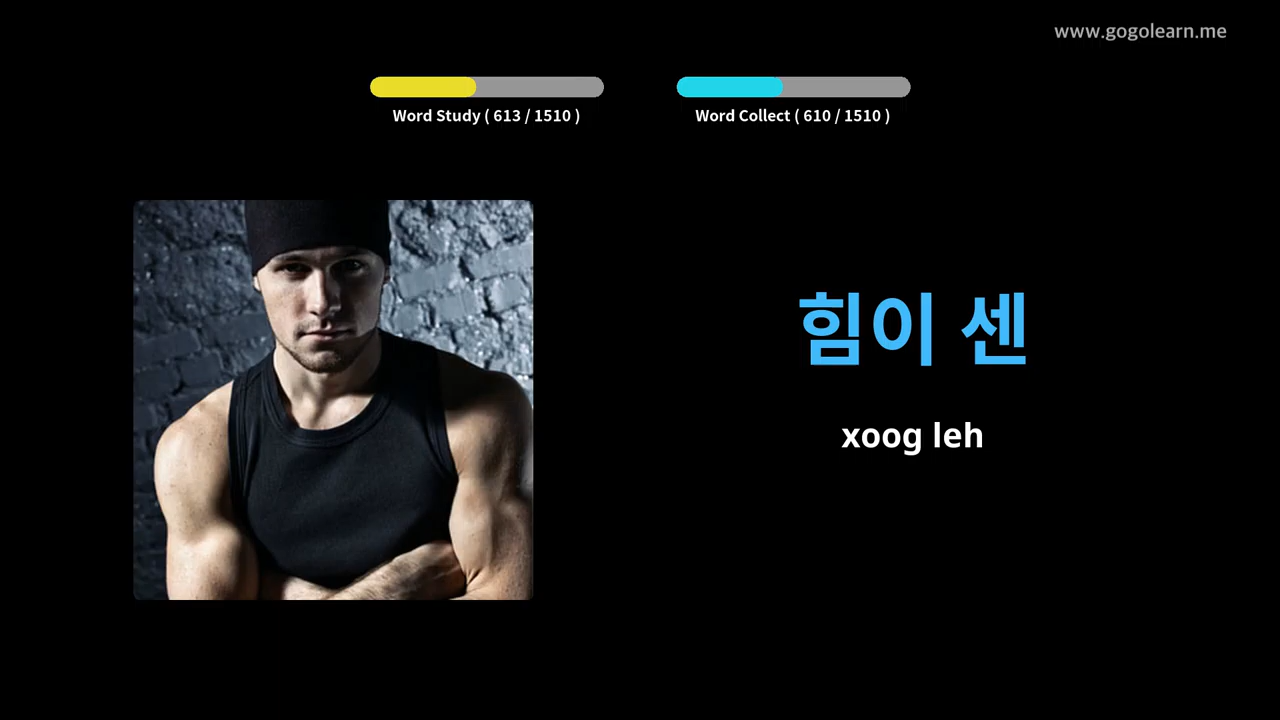 www.gogolearn.me
Word Study ( 613 / 1510 )
Word Collect ( 610 / 1510 )
힘이 센
xoog leh